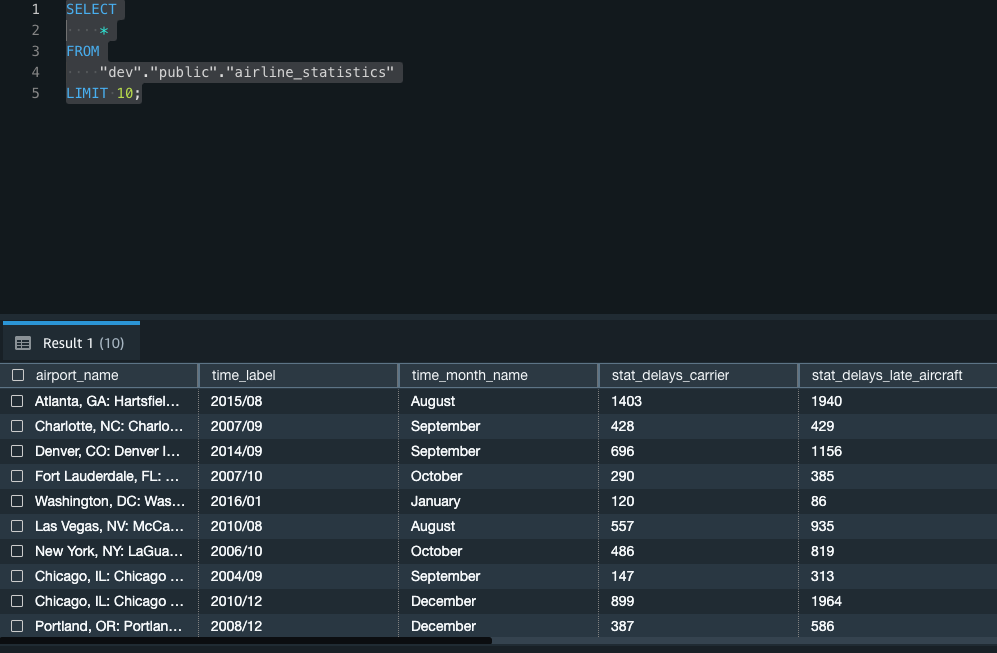 1 SELECT
2 *
3 FROM
4 "dev"."public"."airline_statistics"
5 LIMIT 10;
Result 1 (10)
airport_name time_label time_month_name stat_delays_carrier stat_delays_late_aircraft
Atlanta, GA: Hartsfiel... 2015/08 August 1403 1940
Charlotte, NC: Charlo... 2007/09 September 428 429
Denver, CO: Denver I... 2014/09 September 696 1156
Fort Lauderdale, FL: ... 2007/10 October 290 385
Washington, DC: Was... 2016/01 January 120 86
Las Vegas, NV: McCa... 2010/08 August 557 935
New York, NY: LaGua... 2006/10 October 486 819
Chicago, IL: Chicago ... 2004/09 September 147 313
Chicago, IL: Chicago ... 2010/12 December 899 1964
Portland, OR: Portlan... 2008/12 December 387 586